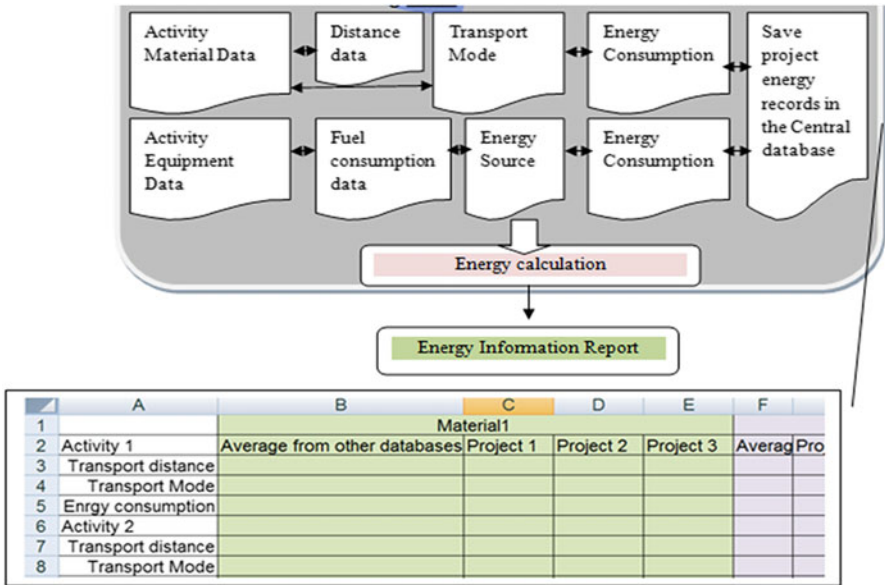 Activity
Material Data
Distance
data
Transport
Mode
Energy
Consumption
Save
project
energy
records in
the Central
database
Activity
Equipment
Data
Fuel
consumption
data
Energy
Source
Energy
Consumption
Energy calculation
Energy Information Report
A B C D E F
1 Material1
2 Activity 1 Average from other databases Project 1 Project 2 Project 3 Averag Pro
3 Transport distance
4 Transport Mode
5 Enrgy consumption
6 Activity 2
7 Transport distance
8 Transport Mode